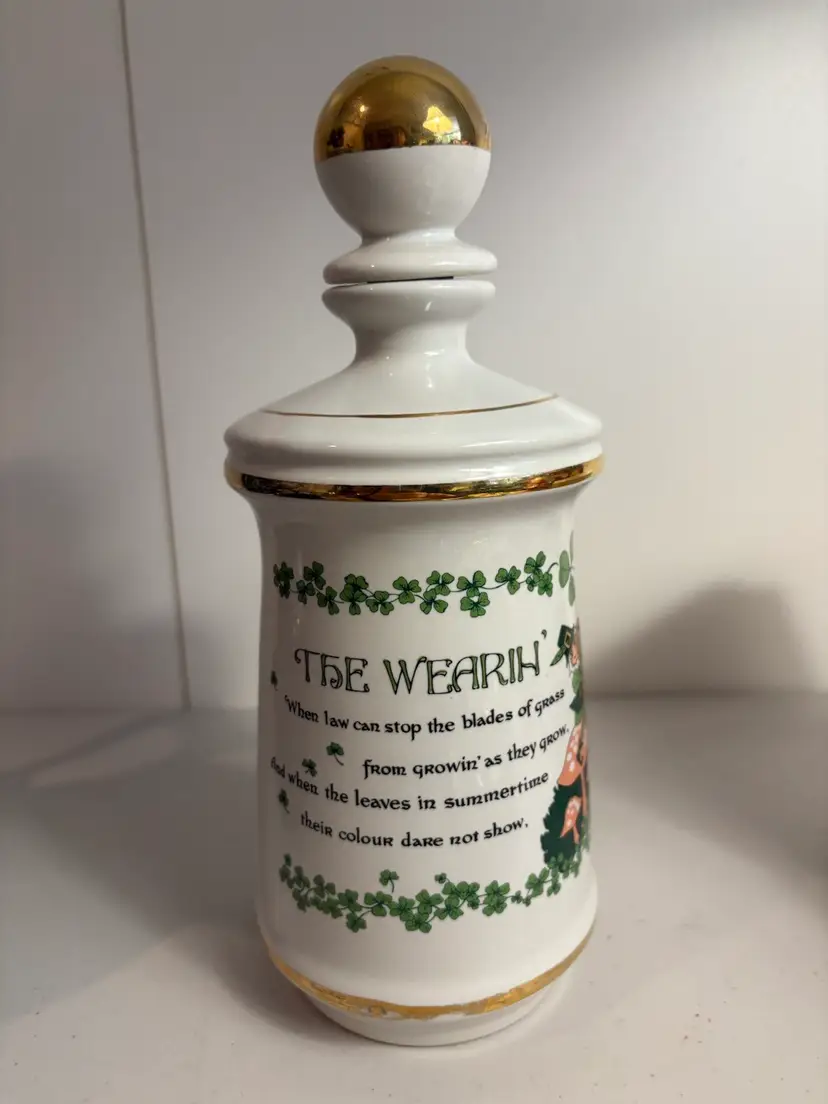 THE WEARIN'
'When law can stop the blades of grass
from growin' as they grow,
And when the leaves in summertime
their colour dare not show,